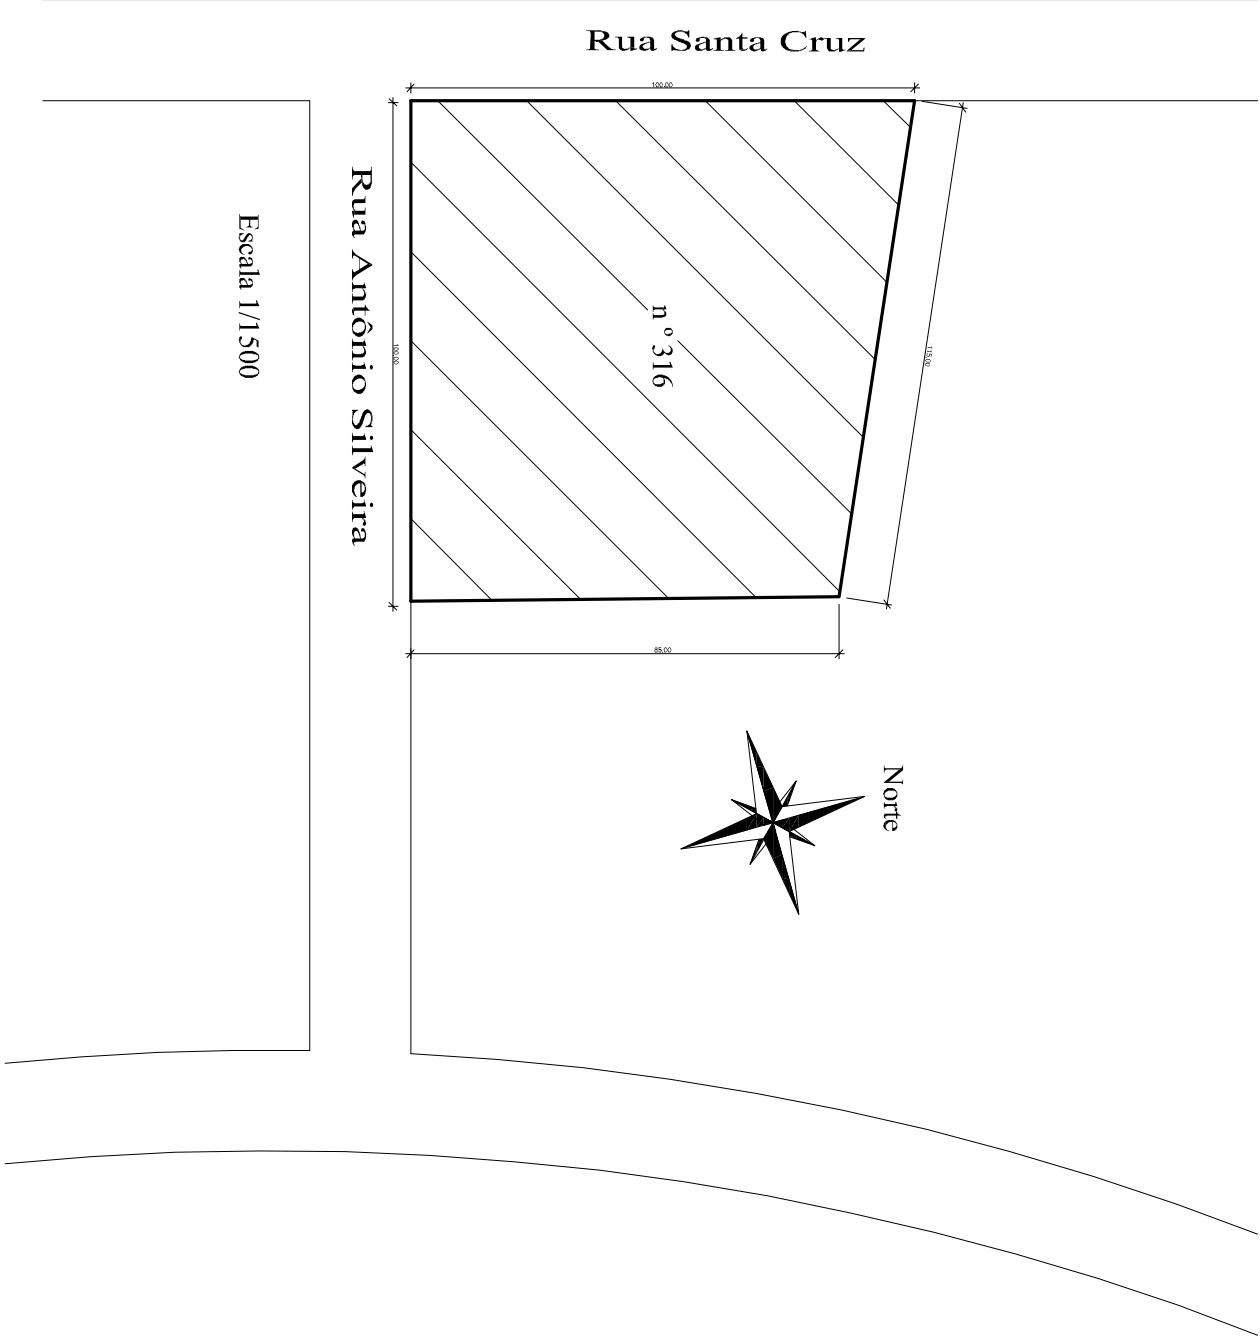 Rua Santa Cruz
100,00
Rua Antônio Silveira
Escala 1/1500
100,00
n º 316
115,00
85,00
Norte